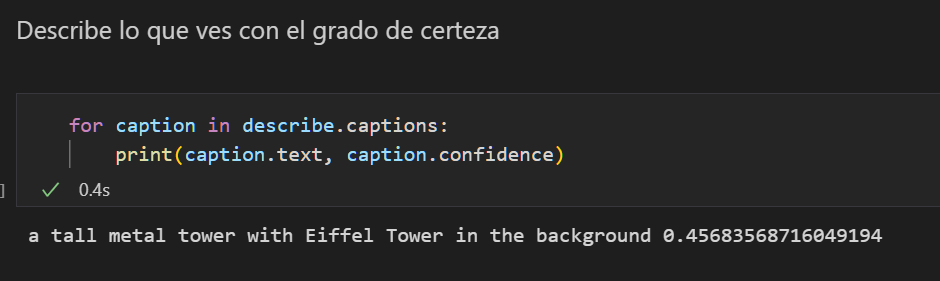 Describe lo que ves con el grado de certeza
for caption in describe.captions:
    print(caption.text, caption.confidence)
] ✓ 0.4s
a tall metal tower with Eiffel Tower in the background 0.45683568716049194